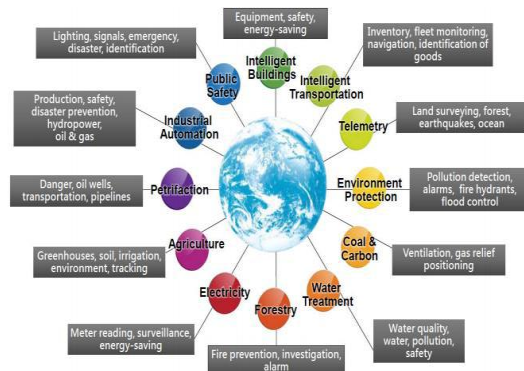 Equipment, safety,
energy-saving
Intelligent
Buildings
Inventory, fleet monitoring,
navigation, identification of
goods
Intelligent
Transportation
Land surveying, forest,
earthquakes, ocean
Telemetry
Pollution detection,
alarms, fire hydrants,
flood control
Environment
Protection
Ventilation, gas relief
positioning
Coal &
Carbon
Water quality,
water, pollution,
safety
Water
Treatment
Fire prevention, investigation,
alarm
Forestry
Meter reading, surveillance,
energy-saving
Electricity
Greenhouses, soil, irrigation,
environment, tracking
Agriculture
Danger, oil wells,
transportation, pipelines
Petrifaction
Production, safety,
disaster prevention,
hydropower,
oil & gas
Industrial
Automation
Lighting, signals, emergency,
disaster, identification
Public
Safety